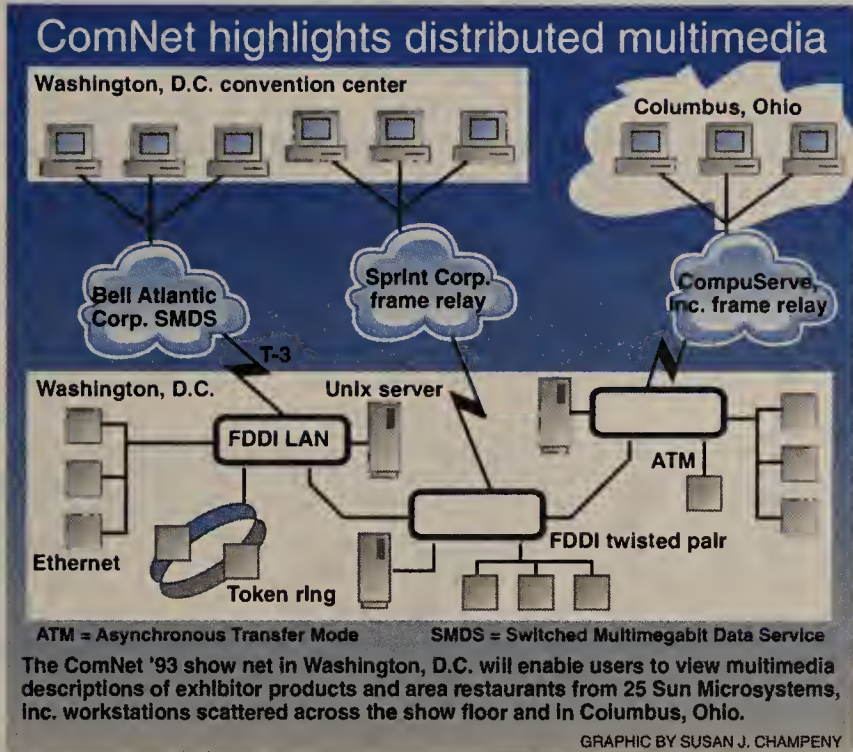 ComNet highlights distributed multimedia
Washington, D.C. convention center
Columbus, Ohio
Bell Atlantic
Corp. SMDS
Sprint Corp.
frame relay
CompuServe,
Inc. frame relay
T-3
Washington, D.C.
Unix server
FDDI LAN
ATM
Ethernet
Token ring
FDDI twisted pair
ATM = Asynchronous Transfer Mode
SMDS = Switched Multimegabit Data Service
The ComNet '93 show net in Washington, D.C. will enable users to view multimedia
descriptions of exhibitor products and area restaurants from 25 Sun Microsystems,
Inc. workstations scattered across the show floor and in Columbus, Ohio.
GRAPHIC BY SUSAN J. CHAMPENY